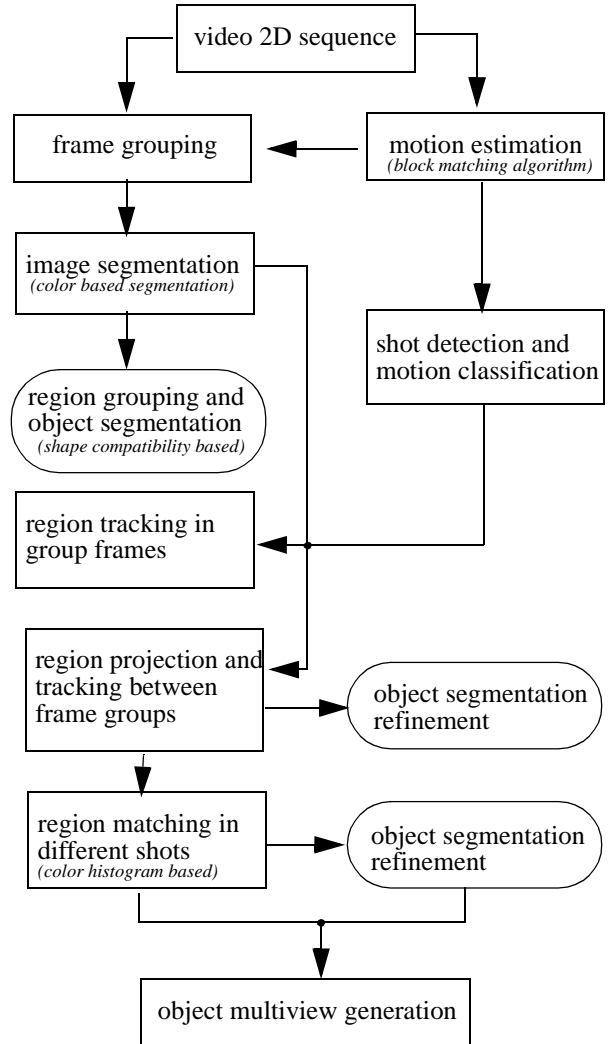 video 2D sequence
frame grouping
motion estimation
(block matching algorithm)
image segmentation
(color based segmentation)
shot detection and
motion classification
region grouping and
object segmentation
(shape compatibility based)
region tracking in
group frames
region projection and
tracking between
frame groups
object segmentation
refinement
region matching in
different shots
(color histogram based)
object segmentation
refinement
object multiview generation